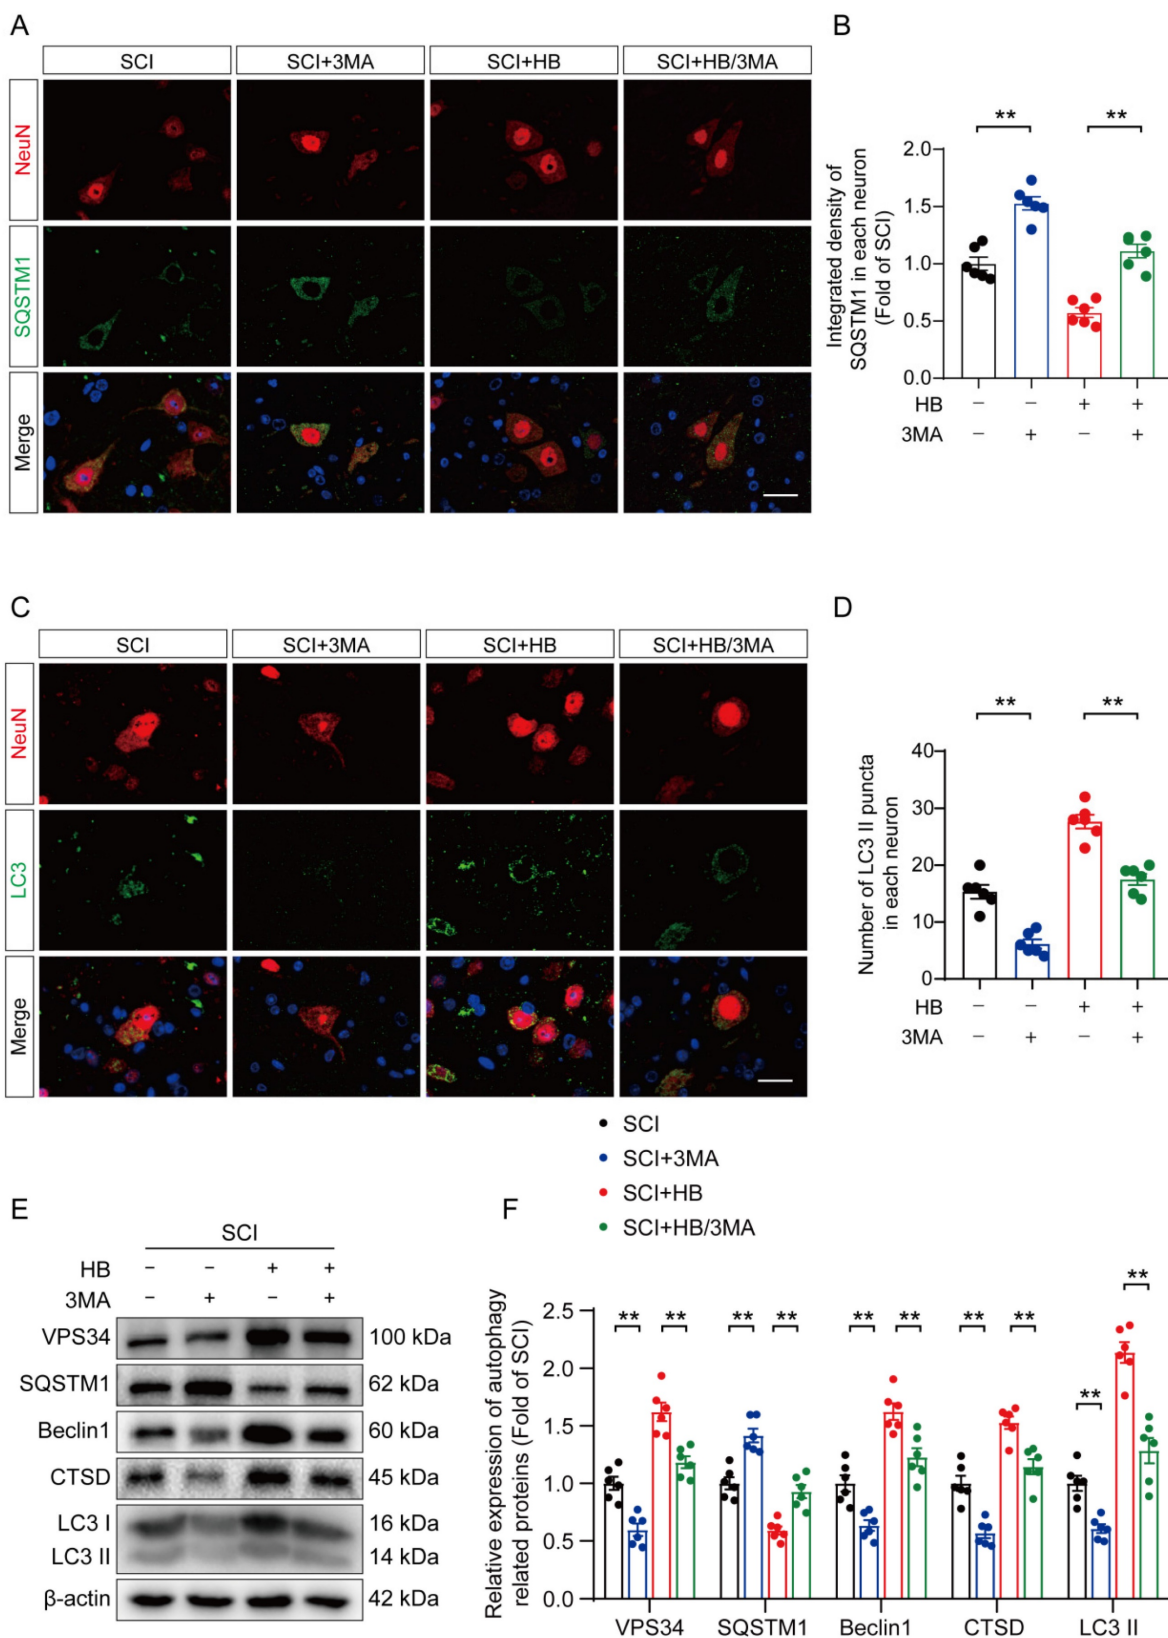 A
SCI SCI+3MA SCI+HB SCI+HB/3MA
NeuN
SQSTM1
Merge
B
** **
Integrated density of
SQSTM1 in each neuron
(Fold of SCI)
2.0
1.5
1.0
0.5
0.0
HB − − + +
3MA − + − +
C
SCI SCI+3MA SCI+HB SCI+HB/3MA
NeuN
LC3
Merge
D
** **
Number of LC3 II puncta
in each neuron
40
30
20
10
0
HB − − + +
3MA − + − +
SCI
SCI+3MA
SCI+HB
SCI+HB/3MA
E
SCI
HB − − + +
3MA − + − +
VPS34 100 kDa
SQSTM1 62 kDa
Beclin1 60 kDa
CTSD 45 kDa
LC3 I 16 kDa
LC3 II 14 kDa
β-actin 42 kDa
F
Relative expression of autophagy
related proteins (Fold of SCI)
2.5
2.0
1.5
1.0
0.5
0.0
** ** ** ** ** ** ** ** ** **
VPS34 SQSTM1 Beclin1 CTSD LC3 II